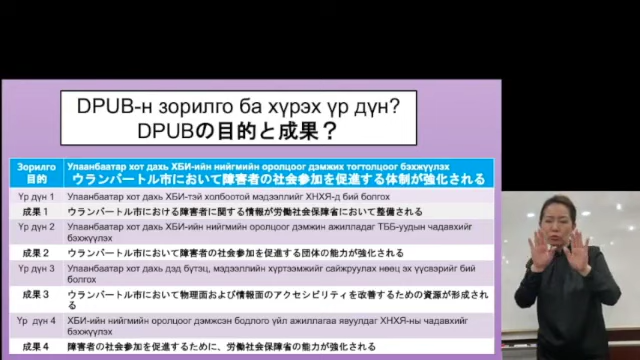 DPUB-н зорилго ба хүрэх үр дүн?
DPUBの目的と成果？
Зорилго
目的
Улаанбаатар хот дахь ХБИ-ийн нийгмийн оролцоог дэмжих тогтолцоог бэхжүүлэх
ウランバートル市において障害者の社会参加を促進する体制が強化される
Үр дүн 1
Улаанбаатар хот дахь ХБИ-тэй холбоотой мэдээллийг ХНХЯ-д бий болгох
成果１
ウランバートル市における障害者に関する情報が労働社会保障省において整備される
Үр дүн 2
Улаанбаатар хот дахь ХБИ-ийн нийгмийн оролцоог дэмжин ажилладаг ТББ-уудын чадавхийг
бэхжүүлэх
成果２
ウランバートル市において障害者の社会参加を促進する団体の能力が強化される
Үр дүн 3
Улаанбаатар хот дахь дэд бүтэц, мэдээллийн хүртээмжийг сайжруулах нөөц эх үүсвэрийг бий
болгох
成果３
ウランバートル市において物理面および情報面のアクセシビリティを改善するための資源が形成され
る
Үр дүн 4
ХБИ-ийн нийгмийн оролцоог дэмжсэн бодлого үйл ажиллагаа явуулдаг ХНХЯ-ны чадавхийг
бэхжүүлэх
成果４
障害者の社会参加を促進するために、労働社会保障省の能力が強化される